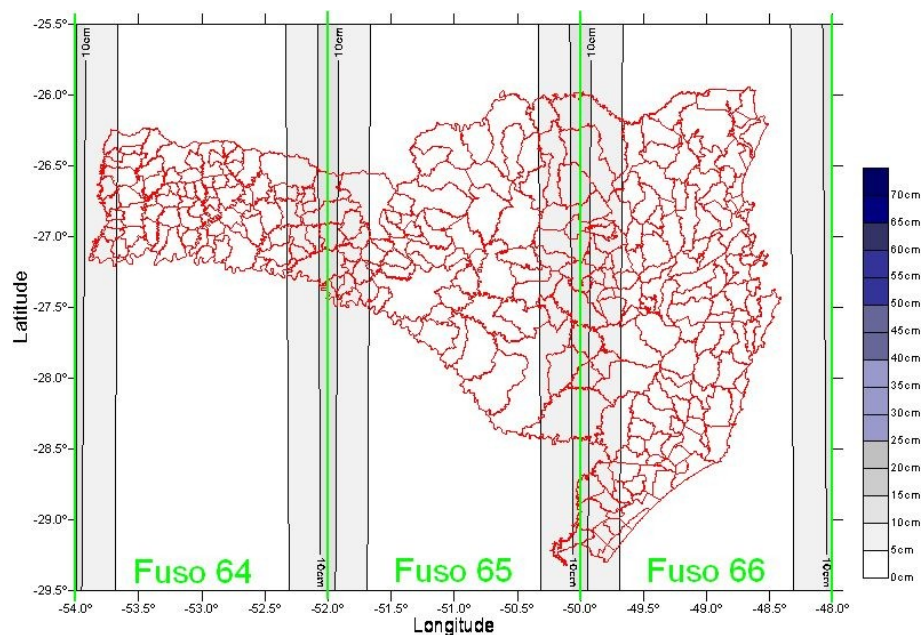 -25.5°
-26.0°
-26.5°
-27.0°
-27.5°
-28.0°
-28.5°
-29.0°
-29.5°
Latitude
10cm
10cm
10cm
10cm
10cm
10cm
Fuso 64
Fuso 65
Fuso 66
-54.0°
-53.5°
-53.0°
-52.5°
-52.0°
-51.5°
-51.0°
-50.5°
-50.0°
-49.5°
-49.0°
-48.5°
-48.0°
Longitude
70cm
65cm
60cm
55cm
50cm
45cm
40cm
35cm
30cm
25cm
20cm
15cm
10cm
5cm
0cm